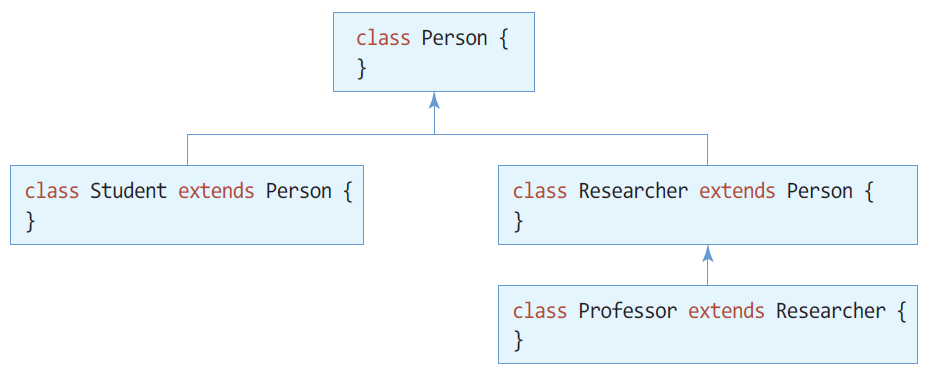 class Person {
}
class Student extends Person {
}
class Researcher extends Person {
}
class Professor extends Researcher {
}